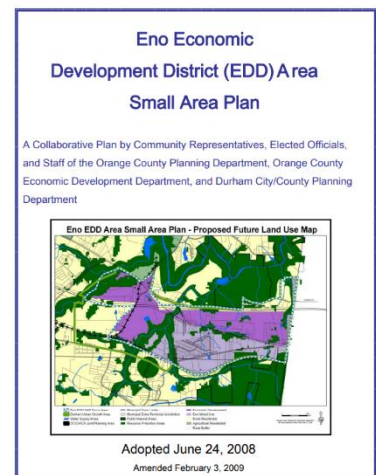 Eno Economic
Development District (EDD) Area
Small Area Plan
A Collaborative Plan by Community Representatives, Elected Officials,
and Staff of the Orange County Planning Department, Orange County
Economic Development Department, and Durham City/County Planning
Department
Eno EDD Area Small Area Plan - Proposed Future Land Use Map
Adopted June 24, 2008
Amended February 3, 2009